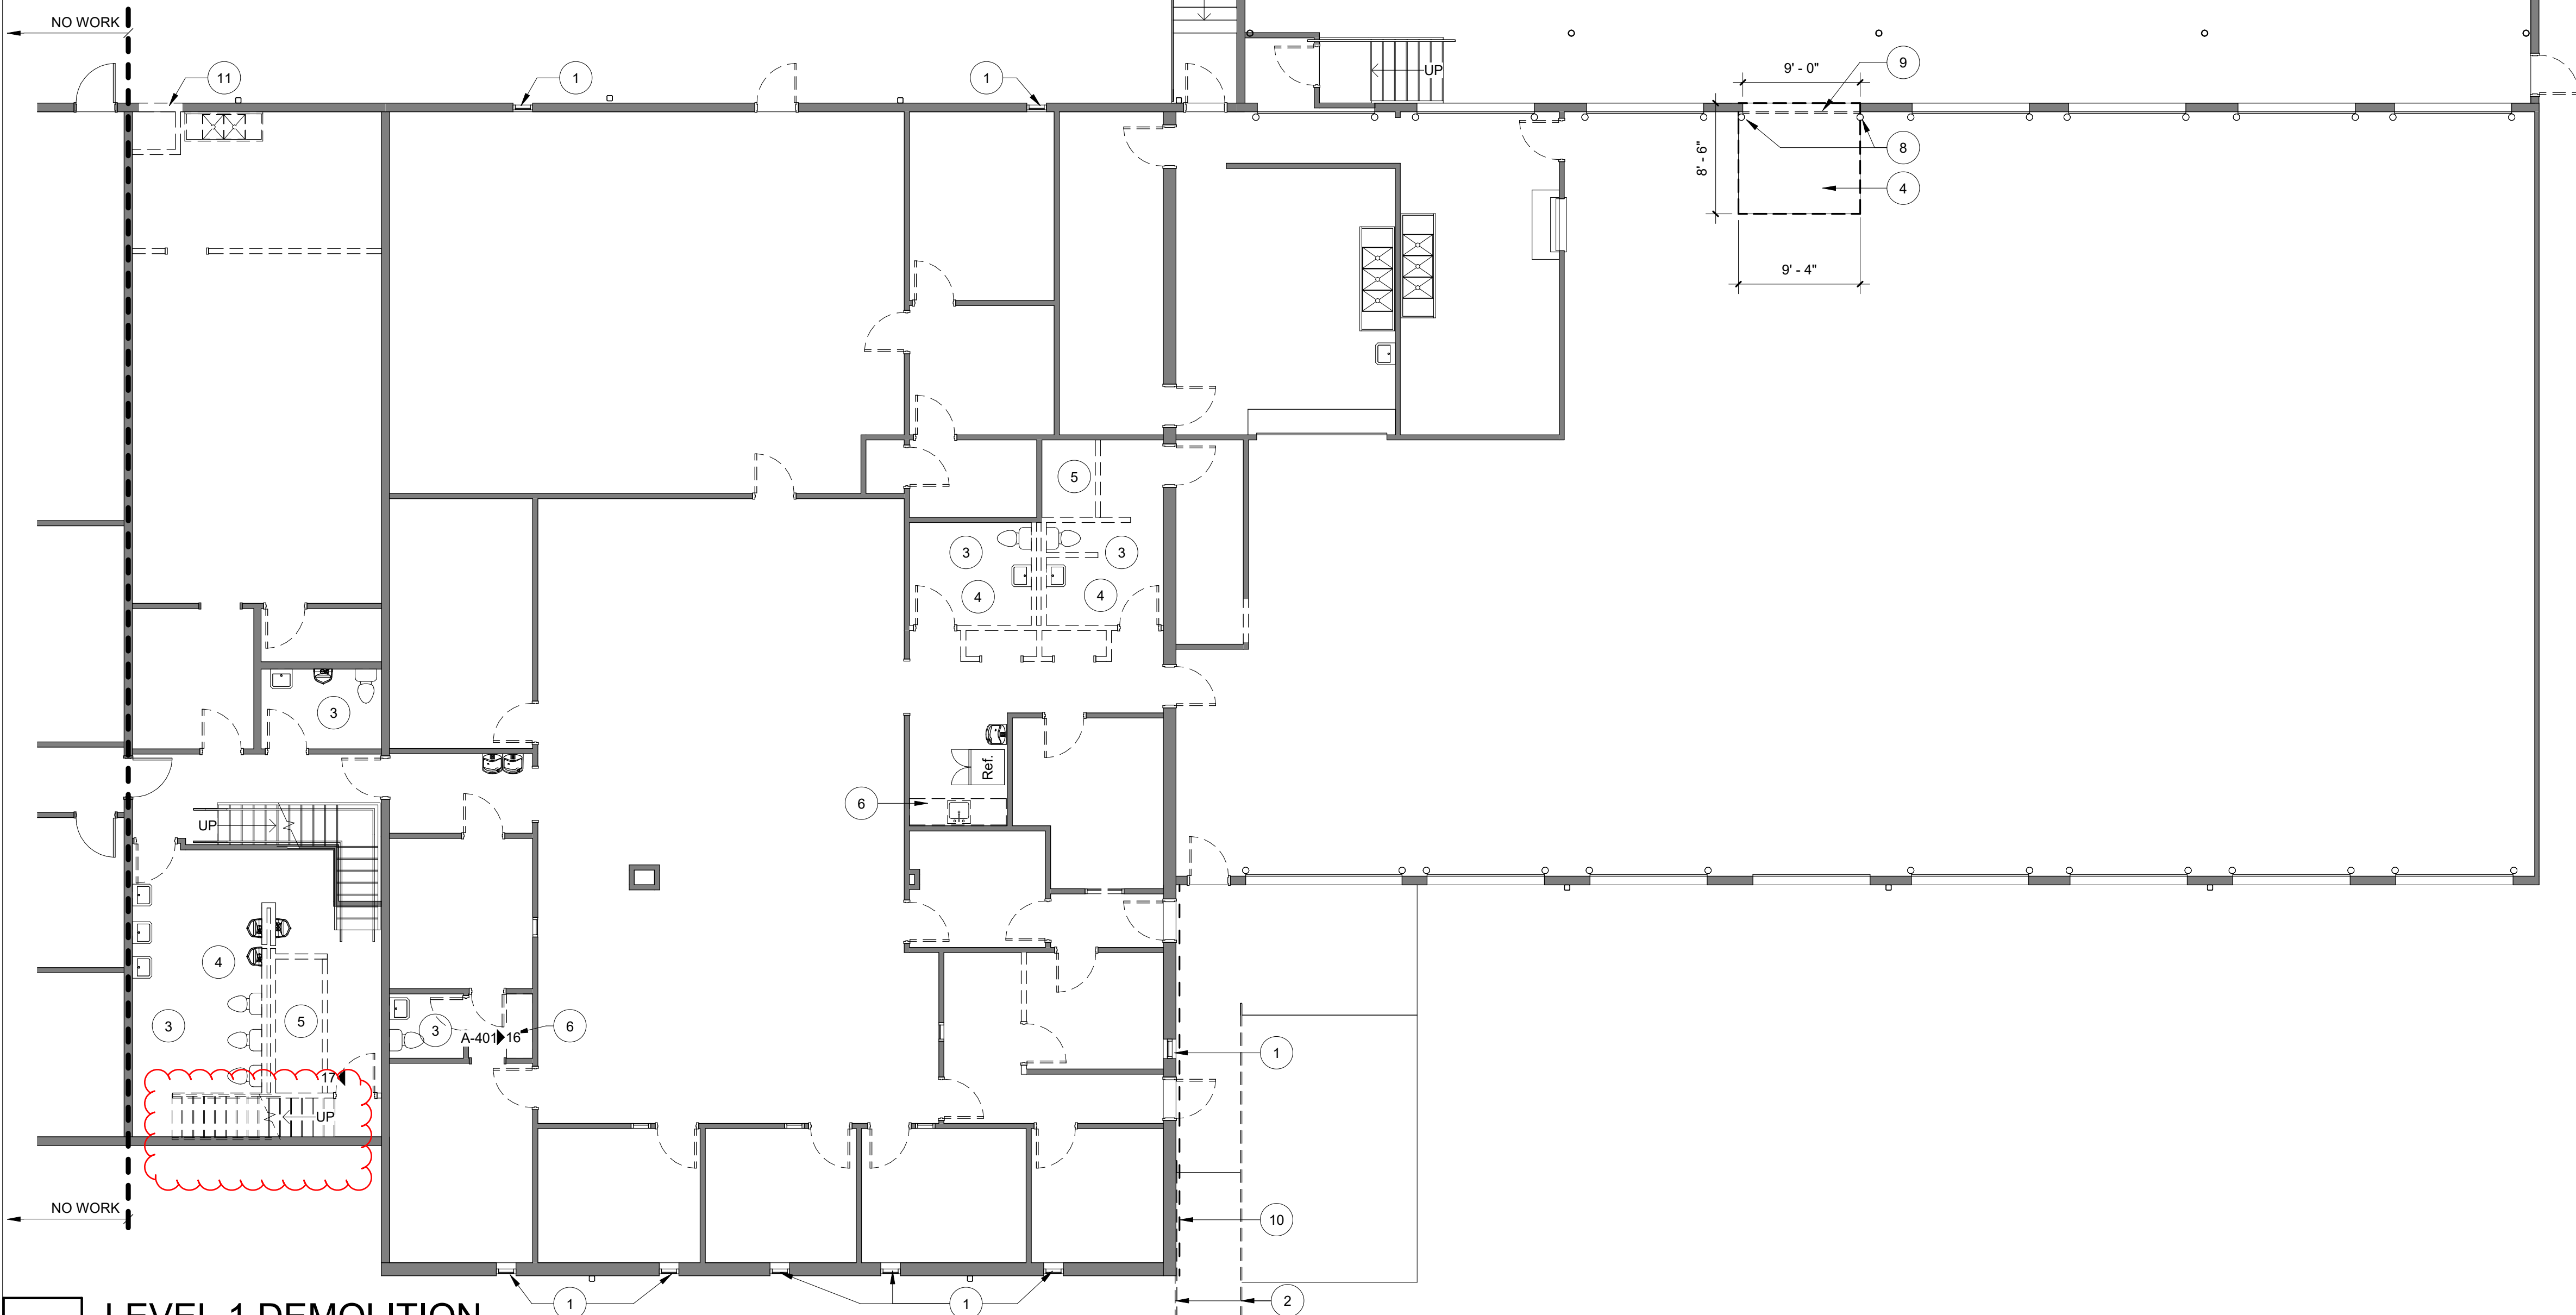 NO WORK
11
1
1
UP
9' - 0"
9
8' - 6"
8
4
9' - 4"
5
3
3
4
4
3
Ref.
6
UP
4
3
5
3
A-401 16
6
1
17
UP
NO WORK
10
1
1
2
LEVEL 1 DEMOLITION